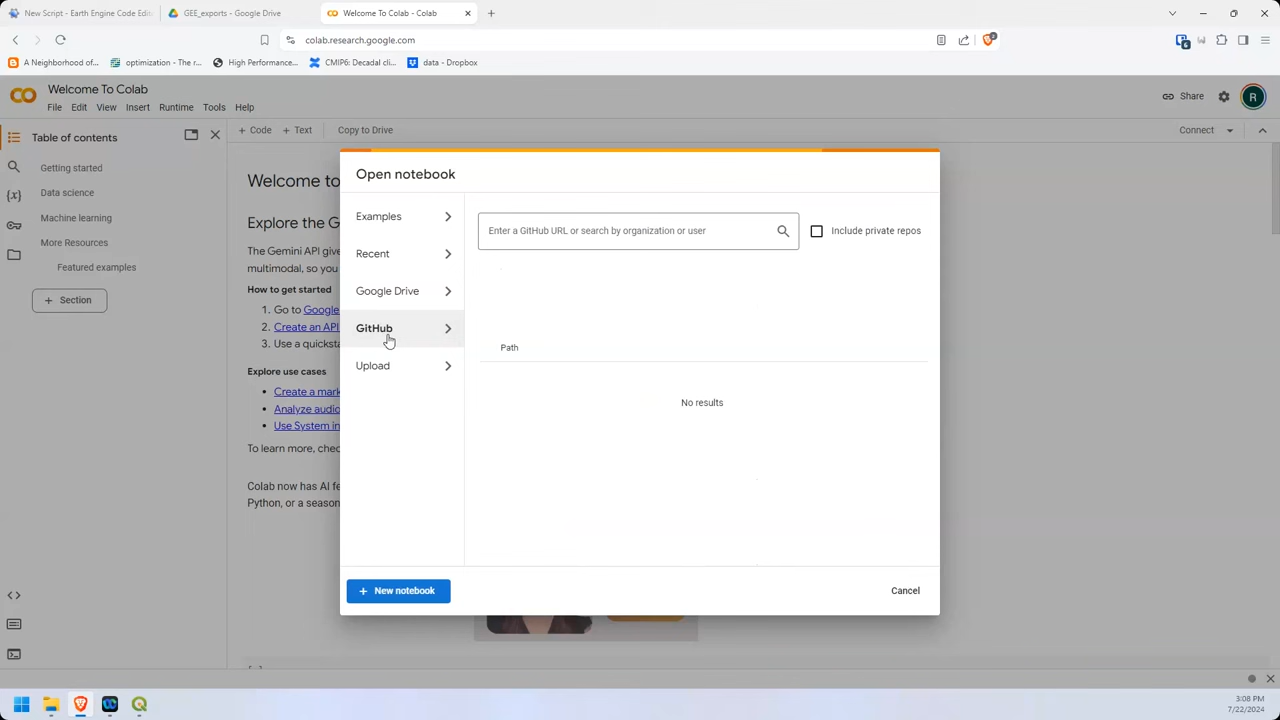 New Script - Earth Engine Code Edit
GEE_exports - Google Drive
Welcome To Colab - Colab
colab.research.google.com
A Neighborhood of...
optimization - The r...
High Performance...
CMIP6: Decadal cli...
data - Dropbox
Welcome To Colab
File Edit View Insert Runtime Tools Help
Share
R
Table of contents
+ Code + Text
Copy to Drive
Connect
Getting started
Data science
Machine learning
More Resources
Featured examples
+ Section
Welcome to
Explore the G
The Gemini API give
multimodal, so you
How to get started
1. Go to Google
2. Create an API
3. Use a quicksta
Explore use cases
Create a mark
Analyze audio
Use System in
To learn more, chec
Colab now has AI fe
Python, or a season
Open notebook
Examples
Recent
Google Drive
GitHub
Upload
Enter a GitHub URL or search by organization or user
Include private repos
Path
No results
+ New notebook
Cancel
3:08 PM
7/22/2024